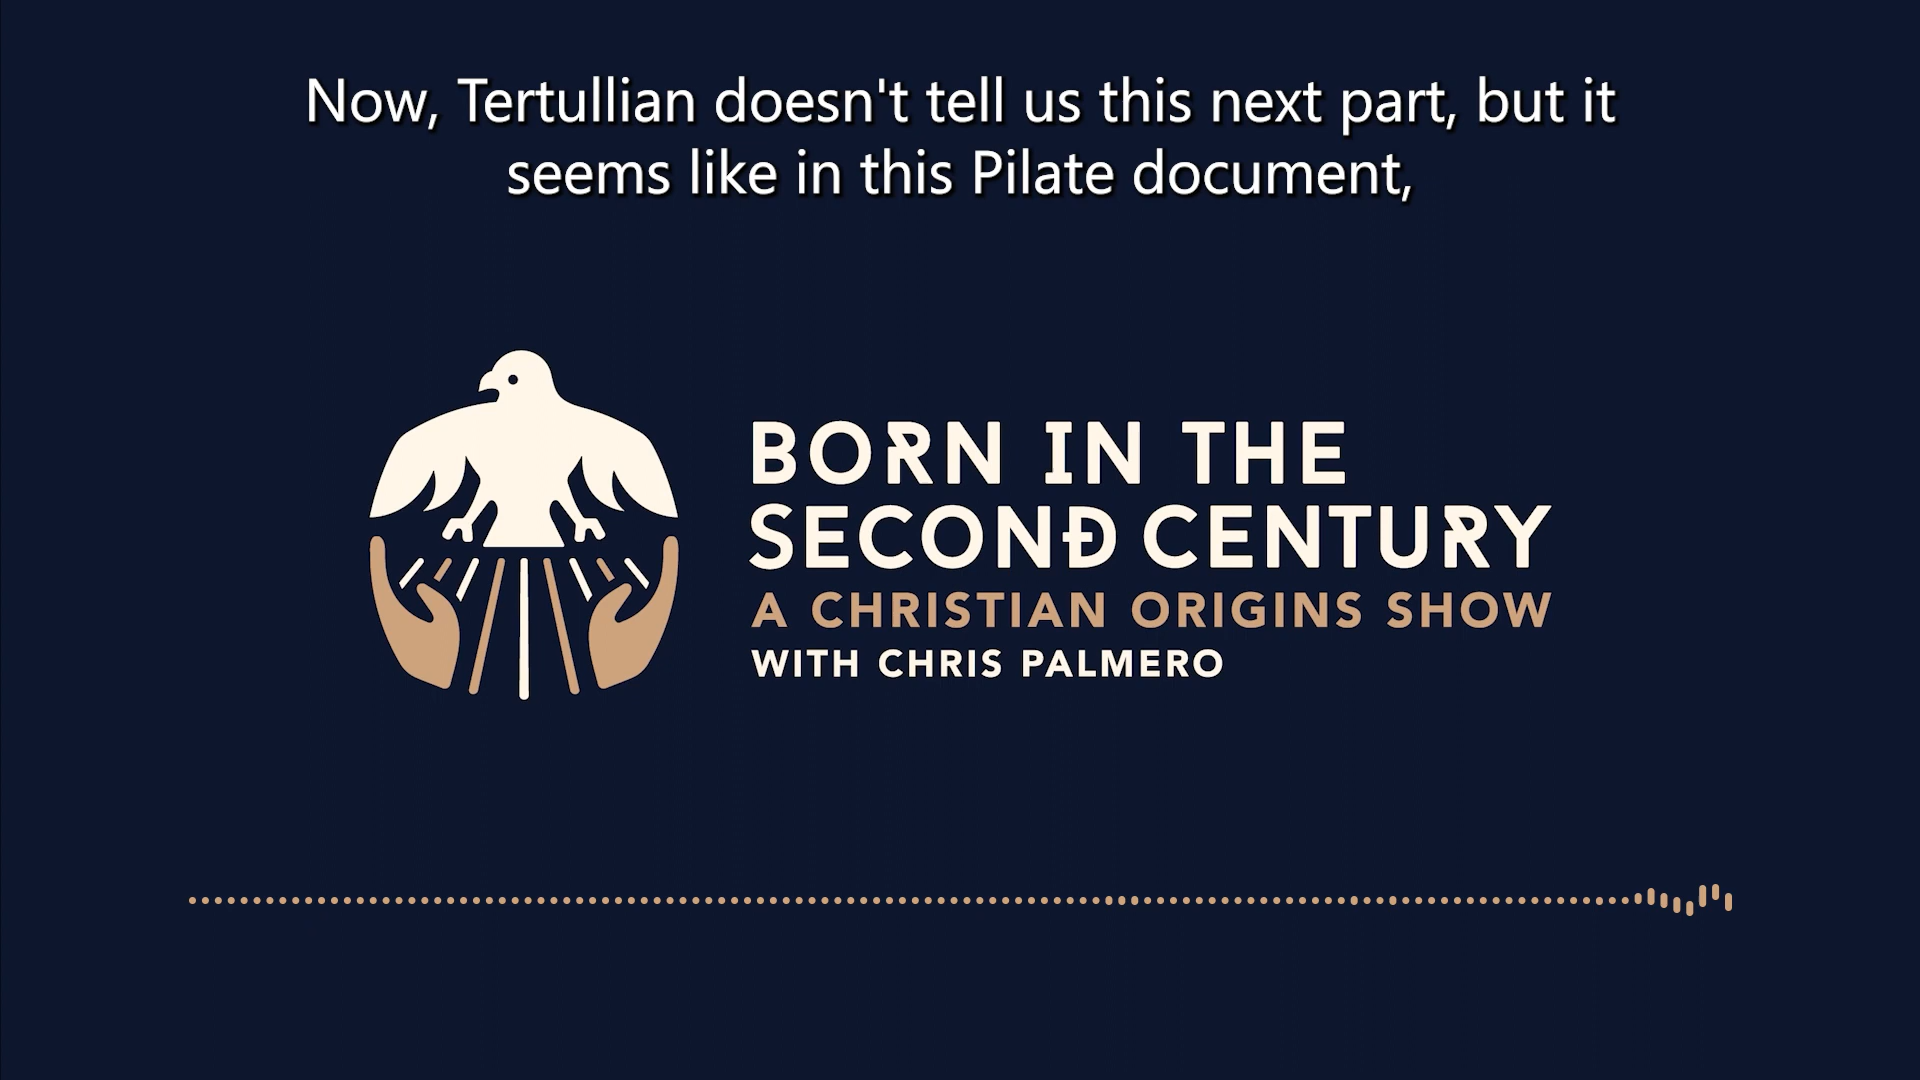 Now, Tertullian doesn't tell us this next part, but it
seems like in this Pilate document,
BORN IN THE
SECOND CENTURY
A CHRISTIAN ORIGINS SHOW
WITH CHRIS PALMERO